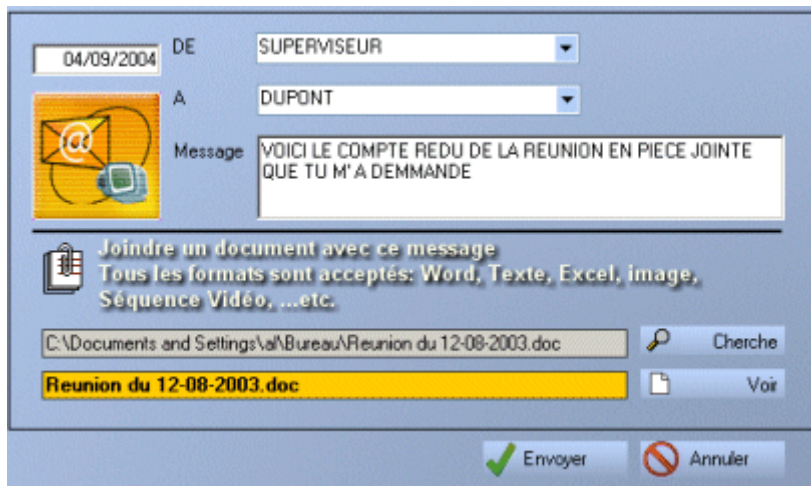 04/09/2004
DE
SUPERVISEUR
A
DUPONT
Message
VOICI LE COMPTE REDU DE LA REUNION EN PIECE JOINTE
QUE TU M'A DEMMANDE
Joindre un document avec ce message
Tous les formats sont acceptés: Word, Texte, Excel, image,
Séquence Vidéo, ...etc.
C:\Documents and Settings\al\Bureau\Reunion du 12-08-2003.doc
Cherche
Reunion du 12-08-2003.doc
Voir
Envoyer
Annuler